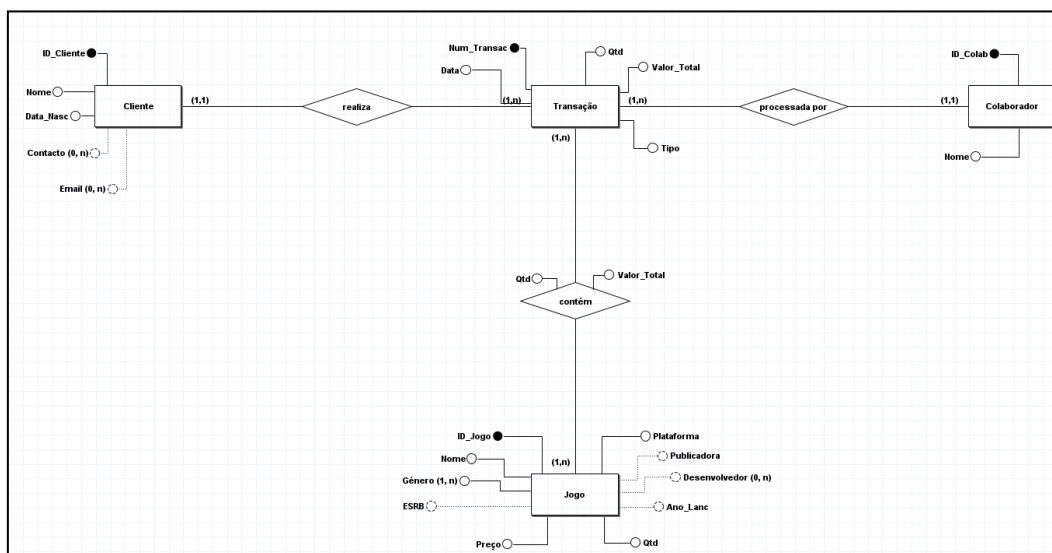 ID_Cliente
Nome
Data_Nasc
Contacto (0, n)
Email (0, n)
Cliente
(1,1)
realiza
(1,n)
Num_Transac
Data
Qtd
Valor_Total
Transação
Tipo
(1,n)
(1,n)
processada por
(1,1)
ID_Colab
Colaborador
Nome
Qtd
Valor_Total
contém
(1,n)
ID_Jogo
Nome
Género (1, n)
ESRB
Preço
Jogo
Plataforma
Publicadora
Desenvolvedor (0, n)
Ano_Lanc
Qtd